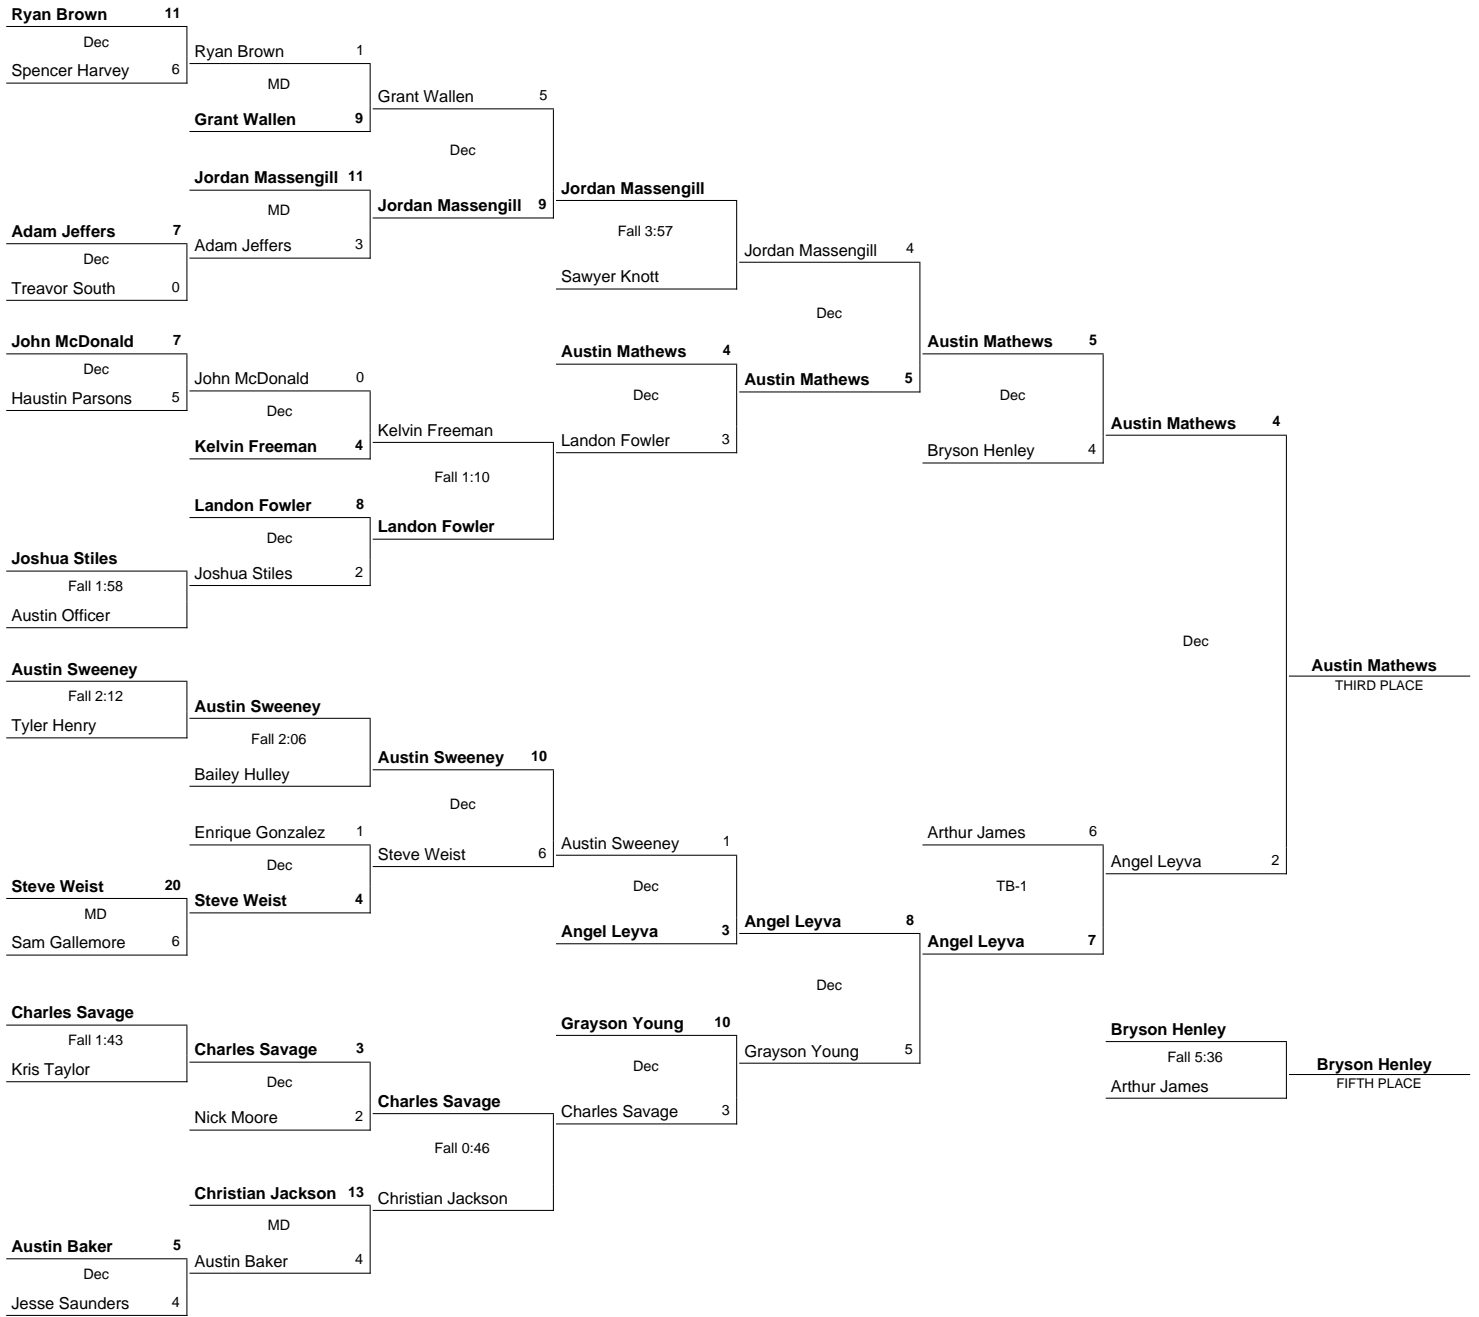 Ryan Brown 11
Dec
Spencer Harvey 6
Ryan Brown 1
MD
Grant Wallen 9
Grant Wallen 5
Dec
Jordan Massengill 11
MD
Adam Jeffers 3
Jordan Massengill 9
Adam Jeffers 7
Dec
Treavor South 0
Jordan Massengill
Fall 3:57
Sawyer Knott
Jordan Massengill 4
Dec
John McDonald 7
Dec
Haustin Parsons 5
John McDonald 0
Dec
Kelvin Freeman 4
Kelvin Freeman
Fall 1:10
Landon Fowler 8
Dec
Joshua Stiles 2
Landon Fowler
Joshua Stiles
Fall 1:58
Austin Officer
Austin Mathews 4
Dec
Landon Fowler 3
Austin Mathews 5
Austin Mathews 5
Dec
Bryson Henley 4
Austin Mathews 4
Dec
Austin Mathews
THIRD PLACE
Austin Sweeney
Fall 2:12
Tyler Henry
Austin Sweeney
Fall 2:06
Bailey Hulley
Austin Sweeney 10
Dec
Enrique Gonzalez 1
Dec
Steve Weist 4
Steve Weist 6
Steve Weist 20
MD
Sam Gallemore 6
Austin Sweeney 1
Dec
Angel Leyva 3
Angel Leyva 8
Dec
Arthur James 6
TB-1
Angel Leyva 7
Angel Leyva 2
Charles Savage
Fall 1:43
Kris Taylor
Charles Savage 3
Dec
Nick Moore 2
Charles Savage
Fall 0:46
Christian Jackson 13
MD
Austin Baker 4
Christian Jackson
Austin Baker 5
Dec
Jesse Saunders 4
Grayson Young 10
Dec
Charles Savage 3
Grayson Young 5
Bryson Henley
Fall 5:36
Arthur James
Bryson Henley
FIFTH PLACE